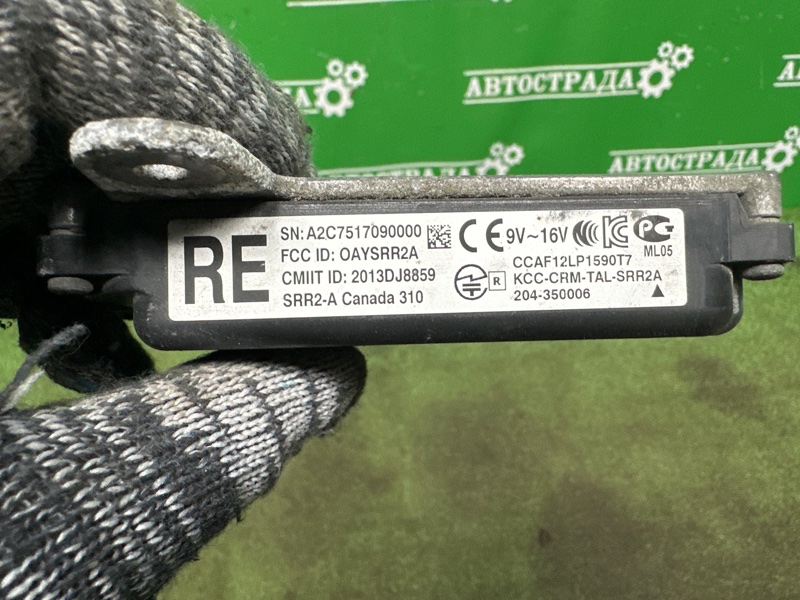 АВТОСТРАДА
АВТОСТРАДА
RE
SN: A2C7517090000
FCC ID: OAYSRR2A
CMIIT ID: 2013DJ8859
SRR2-A Canada 310
CE 9V~16V
ML05
CCAF12LP1590T7
R KCC-CRM-TAL-SRR2A
204-350006